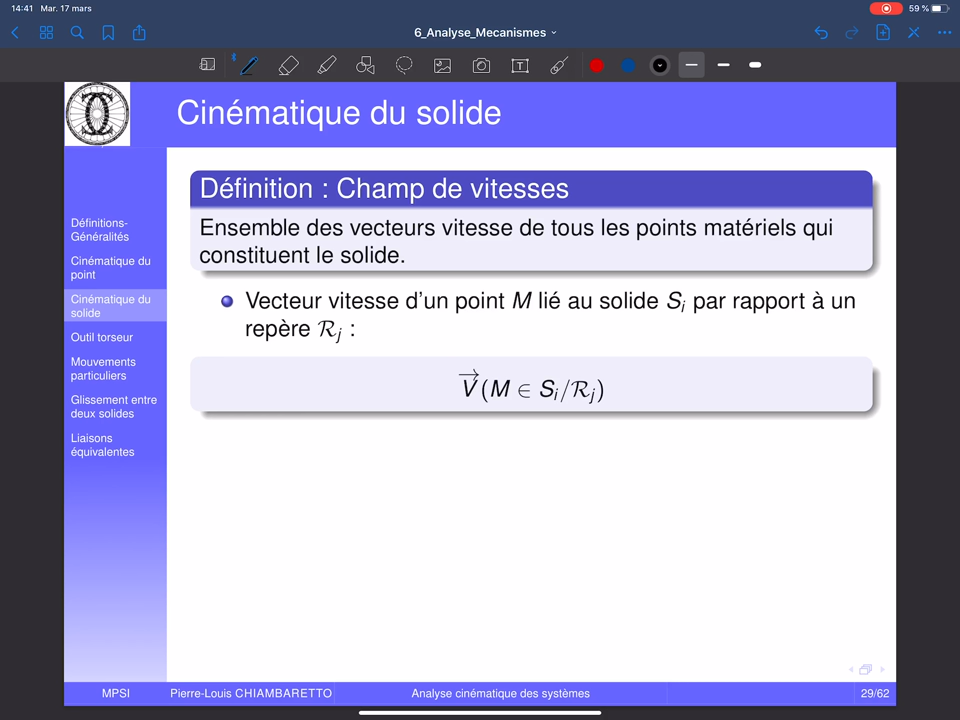 14:41 Mar. 17 mars
59 %
6_Analyse_Mecanismes
Cinématique du solide
Définitions-
Généralités
Cinématique du
point
Cinématique du
solide
Outil torseur
Mouvements
particuliers
Glissement entre
deux solides
Liaisons
équivalentes
Définition : Champ de vitesses
Ensemble des vecteurs vitesse de tous les points matériels qui
constituent le solide.
Vecteur vitesse d'un point M lié au solide Sᵢ par rapport à un
repère ℛⱼ :
V⃗(M ∈ Sᵢ/ℛⱼ)
MPSI Pierre-Louis CHIAMBARETTO Analyse cinématique des systèmes 29/62